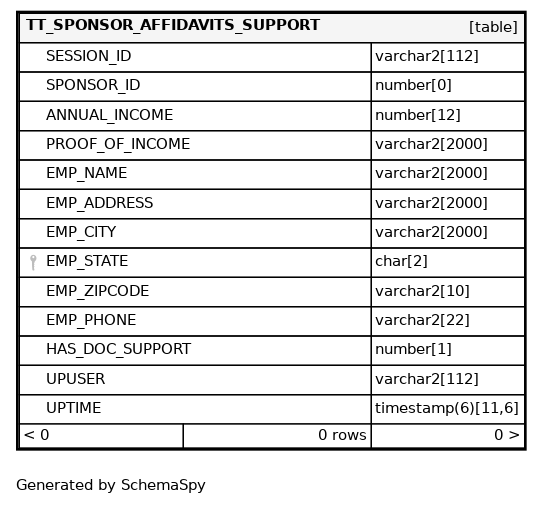 TT_SPONSOR_AFFIDAVITS_SUPPORT [table]
SESSION_ID varchar2[112]
SPONSOR_ID number[0]
ANNUAL_INCOME number[12]
PROOF_OF_INCOME varchar2[2000]
EMP_NAME varchar2[2000]
EMP_ADDRESS varchar2[2000]
EMP_CITY varchar2[2000]
EMP_STATE char[2]
EMP_ZIPCODE varchar2[10]
EMP_PHONE varchar2[22]
HAS_DOC_SUPPORT number[1]
UPUSER varchar2[112]
UPTIME timestamp(6)[11,6]
< 0 0 rows 0 >
Generated by SchemaSpy